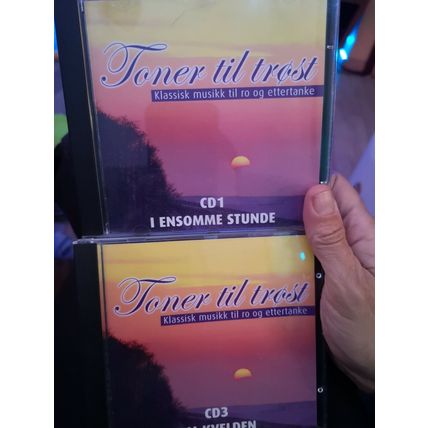 Toner til trøst
Klassisk musikk til ro og ettertanke
CD1
I ENSOMME STUNDE
Toner til trøst
Klassisk musikk til ro og ettertanke
CD3
KVELDEN